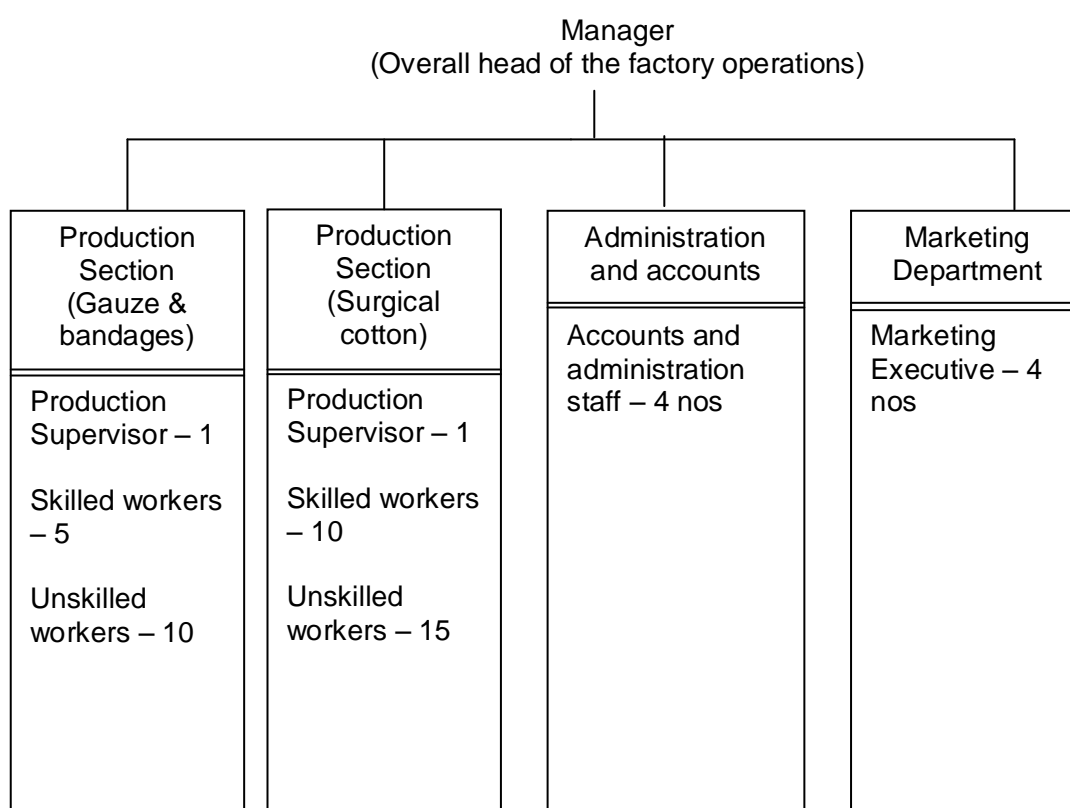 Manager
(Overall head of the factory operations)
Production
Section
(Gauze &
bandages)
Production
Supervisor – 1
Skilled workers
– 5
Unskilled
workers – 10
Production
Section
(Surgical
cotton)
Production
Supervisor – 1
Skilled workers
– 10
Unskilled
workers – 15
Administration
and accounts
Accounts and
administration
staff – 4 nos
Marketing
Department
Marketing
Executive – 4
nos